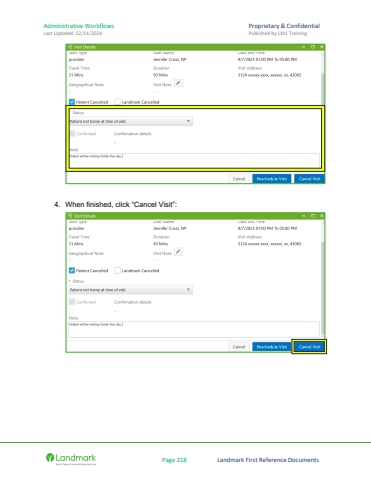 Administrative Workflows Proprietary & Confidential
Last Updated: 12/11/2024 Published by LMI Training
Visit Details
Staff Type Staff Name Date and Time
provider Jennifer Cross, NP 9/7/2023 01:00 PM To 05:00 PM
Travel Time Duration Visit Address
31 Mins 50 Mins 3124 xxxxx xxxx, xxxxxx, xx, 43065
Geographical Note Visit Note
- -
Patient Cancelled Landmark Cancelled
* Status
Patient not home at time of visit
Confirmed Confirmation details
-
Note
Patient will be visiting family that day.
Cancel Reschedule Visit Cancel Visit
4. When finished, click "Cancel Visit":
Visit Details
Staff Type Staff Name Date and Time
provider Jennifer Cross, NP 9/7/2023 01:00 PM To 05:00 PM
Travel Time Duration Visit Address
31 Mins 50 Mins 3124 xxxxx xxxx, xxxxxx, xx, 43065
Geographical Note Visit Note
- -
Patient Cancelled Landmark Cancelled
* Status
Patient not home at time of visit
Confirmed Confirmation details
-
Note
Patient will be visiting family that day.
Cancel Reschedule Visit Cancel Visit
Landmark
Page 218 Landmark First Reference Documents